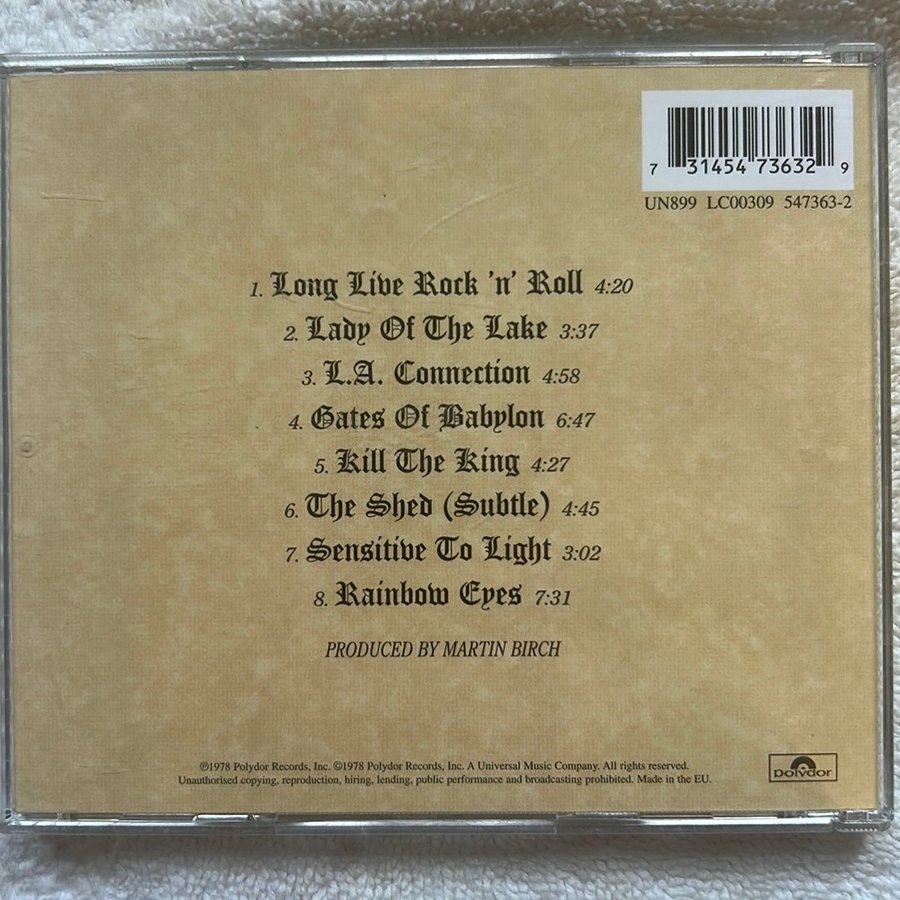 7 31454 73632 9
UN899 LC00309 547363-2
1. Long Live Rock 'n' Roll 4:20
2. Lady Of The Lake 3:37
3. L.A. Connection 4:58
4. Gates Of Babylon 6:47
5. Kill The King 4:27
6. The Shed (Subtle) 4:45
7. Sensitive To Light 3:02
8. Rainbow Eyes 7:31
PRODUCED BY MARTIN BIRCH
℗1978 Polydor Records, Inc. ©1978 Polydor Records, Inc. A Universal Music Company. All rights reserved.
Unauthorised copying, reproduction, hiring, lending, public performance and broadcasting prohibited. Made in the EU.
polydor